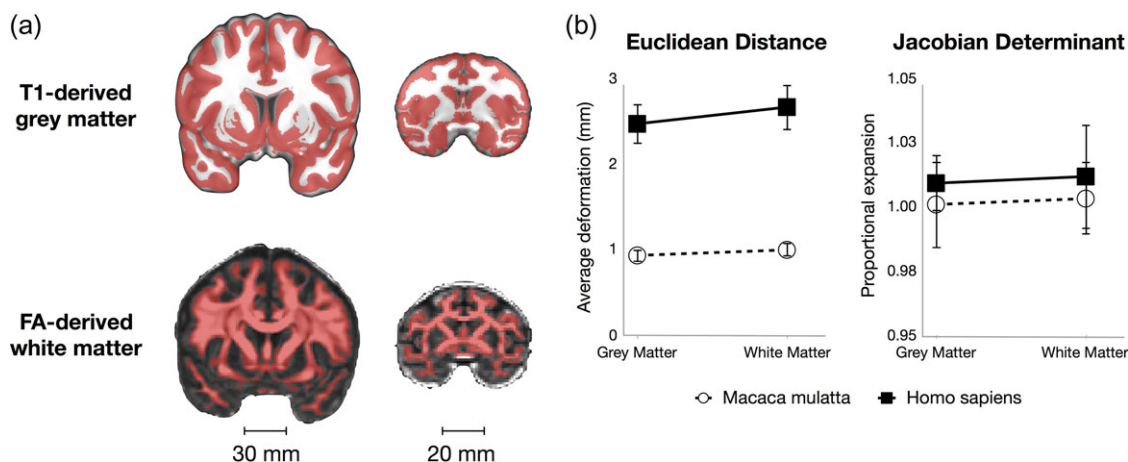 (a)
T1-derived
grey matter
FA-derived
white matter
30 mm
20 mm
(b)
Euclidean Distance
Average deformation (mm)
3
2
1
0
Grey Matter
White Matter
Jacobian Determinant
Proportional expansion
1.05
1.03
1.00
0.98
0.95
Grey Matter
White Matter
Macaca mulatta
Homo sapiens